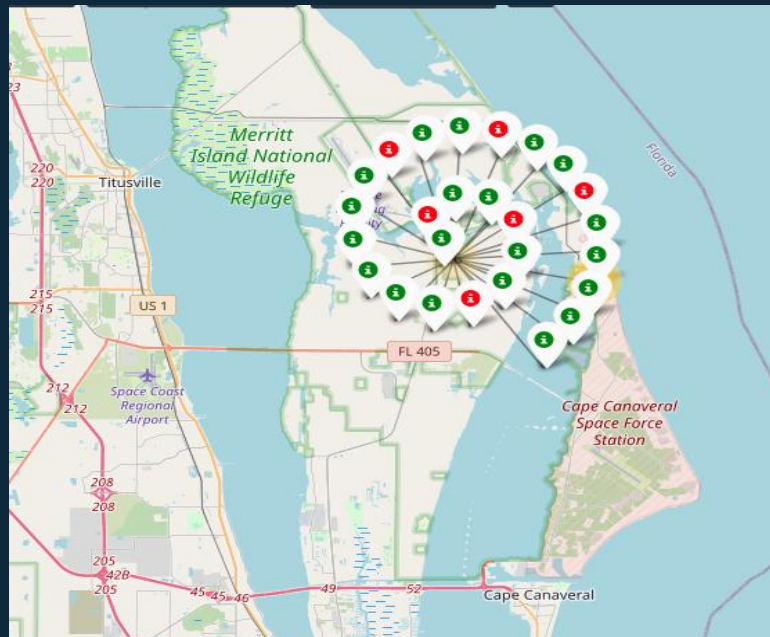 23
Merritt
Island National
Wildlife
Refuge
220
220
Titusville
Florida
215
215
US 1
FL 405
212
212
Space Coast
Regional
Airport
Cape Canaveral
Space Force
Station
208
208
205
205
42B
45
45
46
49
52
Cape Canaveral